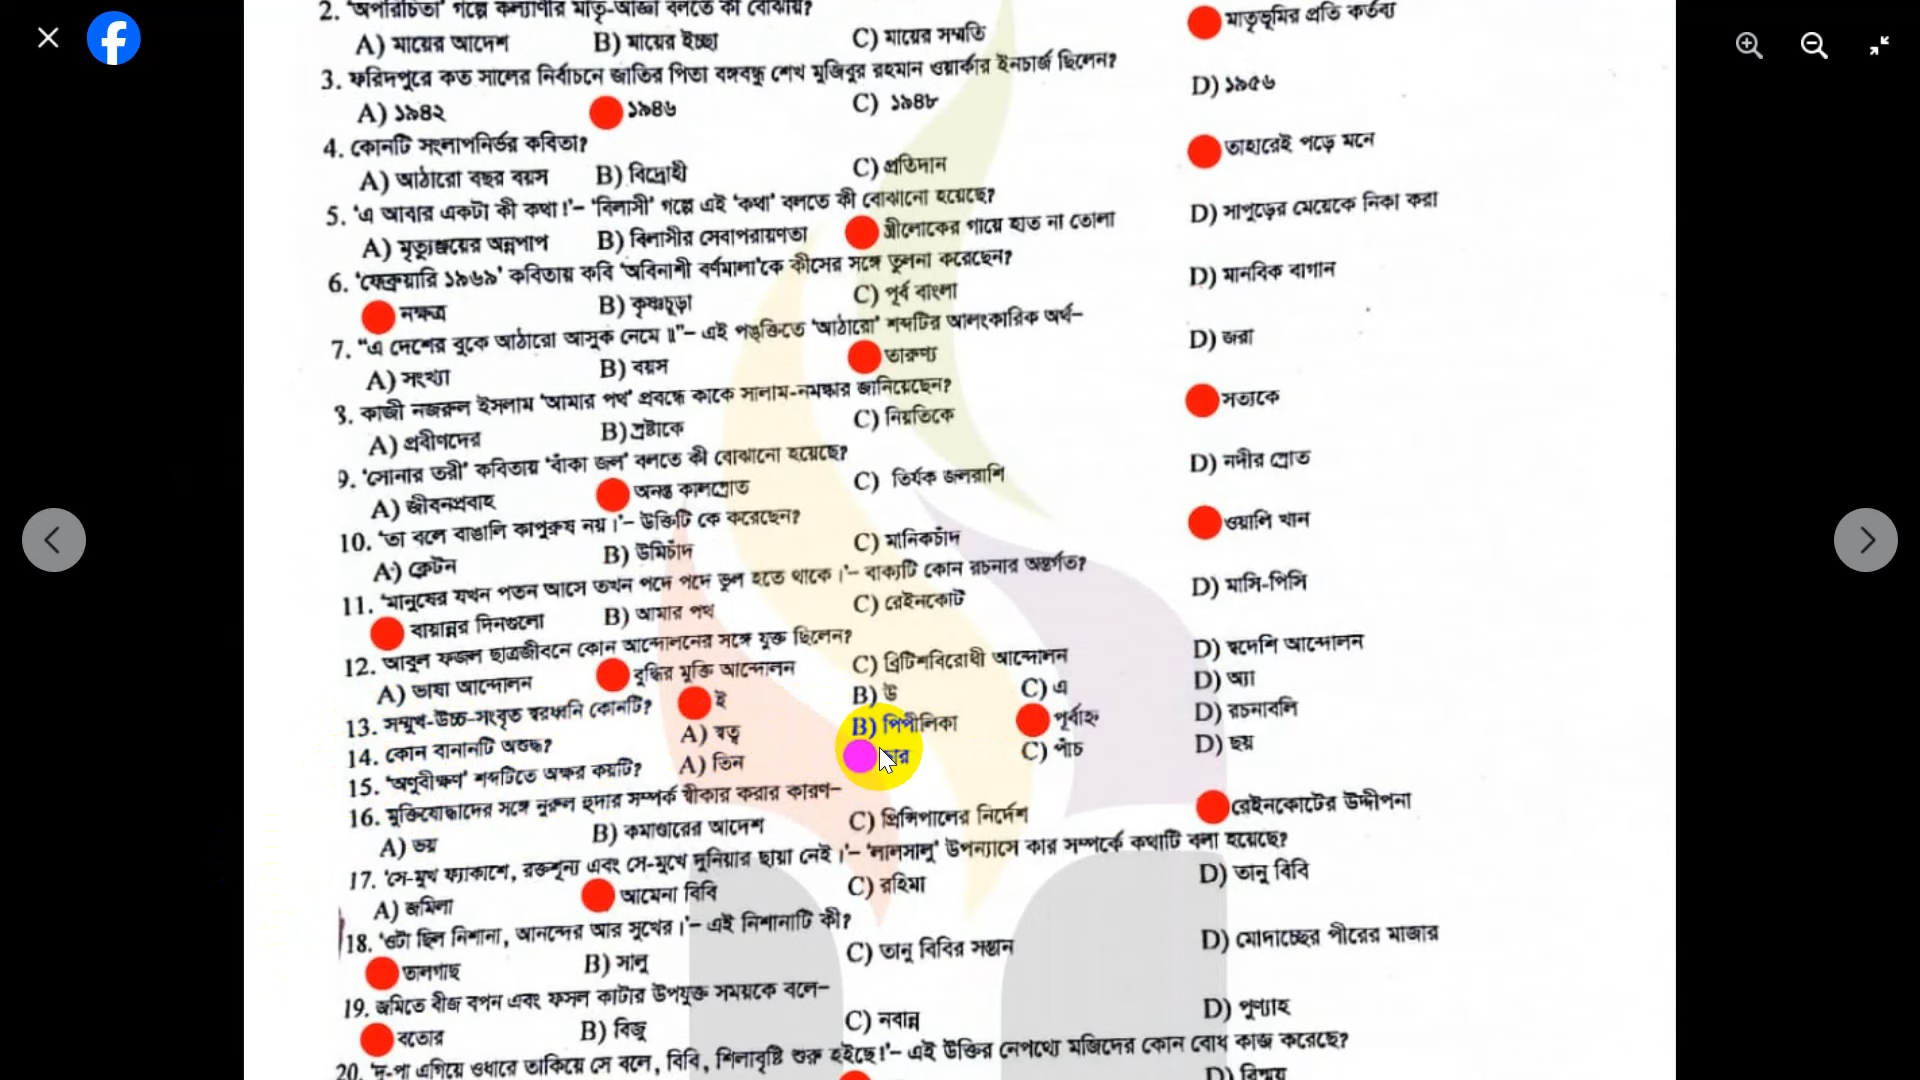 2. 'অপরিচিতা' গল্পে কল্যাণীর মাতৃ-আজ্ঞা বলতে কী বোঝায়?
A) মায়ের আদেশ B) মায়ের ইচ্ছা C) মায়ের সম্মতি মাতৃভূমির প্রতি কর্তব্য
3. ফরিদপুরে কত সালের নির্বাচনে জাতির পিতা বঙ্গবন্ধু শেখ মুজিবুর রহমান ওয়ার্কার ইনচার্জ ছিলেন?
A) ১৯৪২ ১৯৪৬ C) ১৯৪৮ D) ১৯৫৬
4. কোনটি সংলাপনির্ভর কবিতা?
A) আঠারো বছর বয়স B) বিদ্রোহী C) প্রতিদান তাহারেই পড়ে মনে
5. 'এ আবার একটা কী কথা!'– 'বিলাসী' গল্পে এই 'কথা' বলতে কী বোঝানো হয়েছে?
A) মৃত্যুঞ্জয়ের অন্নপাপ B) বিলাসীর সেবাপরায়ণতা স্ত্রীলোকের গায়ে হাত না তোলা D) সাপুড়ের মেয়েকে নিকা করা
6. 'ফেব্রুয়ারি ১৯৬৯' কবিতায় কবি 'অবিনাশী বর্ণমালা'কে কীসের সঙ্গে তুলনা করেছেন?
নক্ষত্র B) কৃষ্ণচূড়া C) পূর্ব বাংলা D) মানবিক বাগান
7. "এ দেশের বুকে আঠারো আসুক নেমে॥"– এই পঙ্ক্তিতে 'আঠারো' শব্দটির আলংকারিক অর্থ–
A) সংখ্যা B) বয়স তারুণ্য D) জরা
8. কাজী নজরুল ইসলাম 'আমার পথ' প্রবন্ধে কাকে সালাম-নমস্কার জানিয়েছেন?
A) প্রবীণদের B) স্রষ্টাকে C) নিয়তিকে সত্যকে
9. 'সোনার তরী' কবিতায় 'বাঁকা জল' বলতে কী বোঝানো হয়েছে?
A) জীবনপ্রবাহ অনন্ত কালস্রোত C) তির্যক জলরাশি D) নদীর স্রোত
10. 'তা বলে বাঙালি কাপুরুষ নয়।'– উক্তিটি কে করেছেন?
A) ক্লেটন B) উমিচাঁদ C) মানিকচাঁদ ওয়ালি খান
11. 'মানুষের যখন পতন আসে তখন পদে পদে ভুল হতে থাকে।'– বাক্যটি কোন রচনার অন্তর্গত?
বায়ান্নর দিনগুলো B) আমার পথ C) রেইনকোট D) মাসি-পিসি
12. আবুল ফজল ছাত্রজীবনে কোন আন্দোলনের সঙ্গে যুক্ত ছিলেন?
A) ভাষা আন্দোলন বুদ্ধির মুক্তি আন্দোলন C) ব্রিটিশবিরোধী আন্দোলন D) স্বদেশি আন্দোলন
13. সম্মুখ-উচ্চ-সংবৃত স্বরধ্বনি কোনটি? ই B) উ C) এ D) অ্যা
14. কোন বানানটি অশুদ্ধ? A) স্বত্ব B) পিপীলিকা পূর্বাহ্ন D) রচনাবলি
15. 'অণুবীক্ষণ' শব্দটিতে অক্ষর কয়টি? A) তিন চার C) পাঁচ D) ছয়
16. মুক্তিযোদ্ধাদের সঙ্গে নুরুল হুদার সম্পর্ক স্বীকার করার কারণ–
A) ভয় B) কমান্ডারের আদেশ C) প্রিন্সিপালের নির্দেশ রেইনকোটের উদ্দীপনা
17. 'সে-মুখ ফ্যাকাশে, রক্তশূন্য এবং সে-মুখে দুনিয়ার ছায়া নেই।'– 'লালসালু' উপন্যাসে কার সম্পর্কে কথাটি বলা হয়েছে?
A) জমিলা আমেনা বিবি C) রহিমা D) তানু বিবি
18. 'ওটা ছিল নিশানা, আনন্দের আর সুখের।'– এই নিশানাটি কী?
তালগাছ B) সালু C) তানু বিবির সন্তান D) মোদাচ্ছের পীরের মাজার
19. জমিতে বীজ বপন এবং ফসল কাটার উপযুক্ত সময়কে বলে–
বতোর B) বিজু C) নবান্ন D) পুণ্যাহ
20. 'দু-পা এগিয়ে ওধারে তাকিয়ে সে বলে, বিবি, শিলাবৃষ্টি শুরু হইছে!'– এই উক্তির নেপথ্যে মজিদের কোন বোধ কাজ করেছে?
D) বিস্ময়